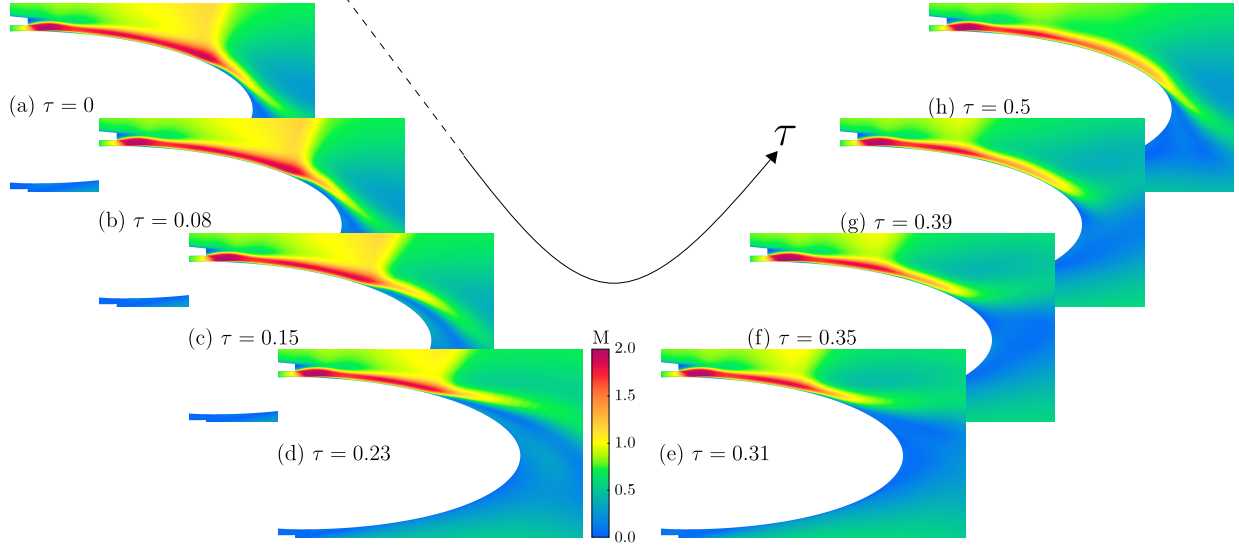 (a) τ = 0
(b) τ = 0.08
(c) τ = 0.15
(d) τ = 0.23
M
2.0
1.5
1.0
0.5
0.0
(e) τ = 0.31
(f) τ = 0.35
(g) τ = 0.39
(h) τ = 0.5
τ